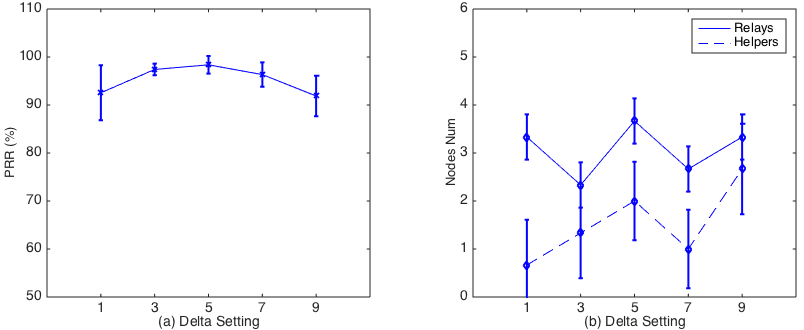 110
100
90
80
70
60
50
PRR (%)
1 3 5 7 9
(a) Delta Setting
6
5
4
3
2
1
0
Nodes Num
Relays
Helpers
1 3 5 7 9
(b) Delta Setting